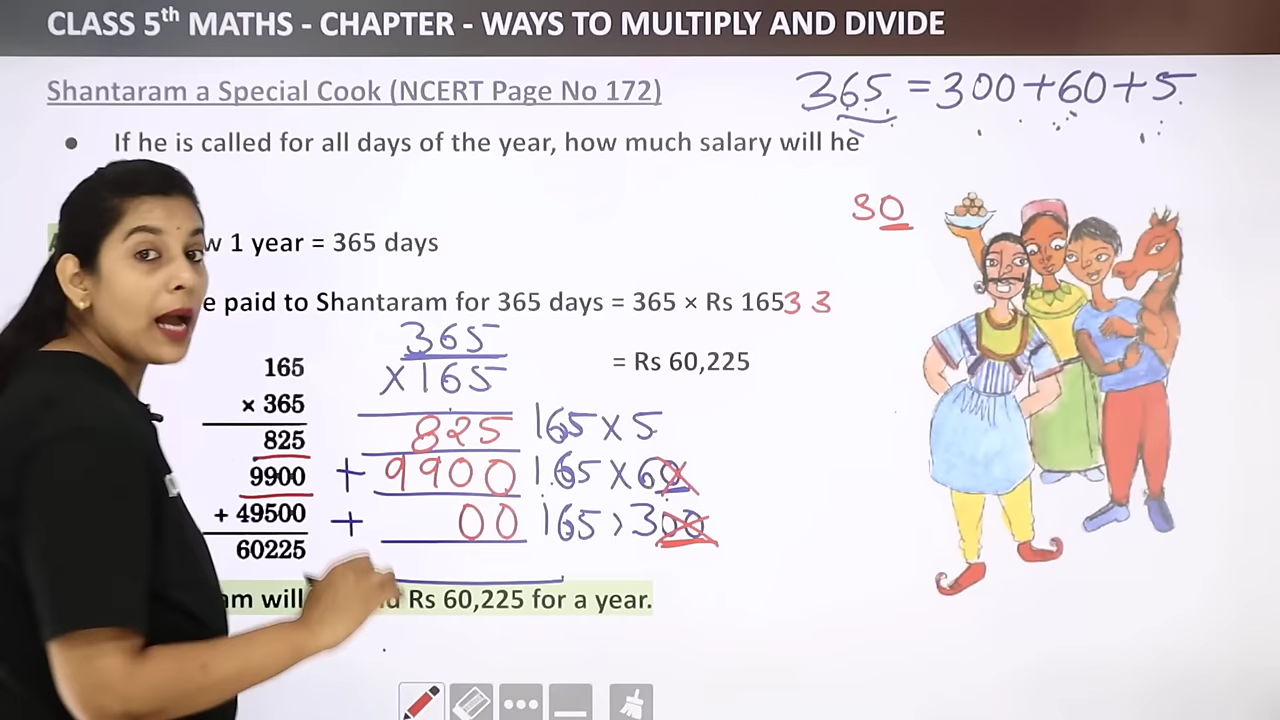 CLASS 5th MATHS - CHAPTER - WAYS TO MULTIPLY AND DIVIDE
Shantaram a Special Cook (NCERT Page No 172)
365 = 300 + 60 + 5
• If he is called for all days of the year, how much salary will he
30
w 1 year = 365 days
e paid to Shantaram for 365 days = 365 × Rs 165
3 3
= Rs 60,225
165
× 365
825
9900
+ 49500
60225
365
×165
825 165 × 5
+ 9900 165 × 60
+ 00 165 × 300
am will
Rs 60,225 for a year.